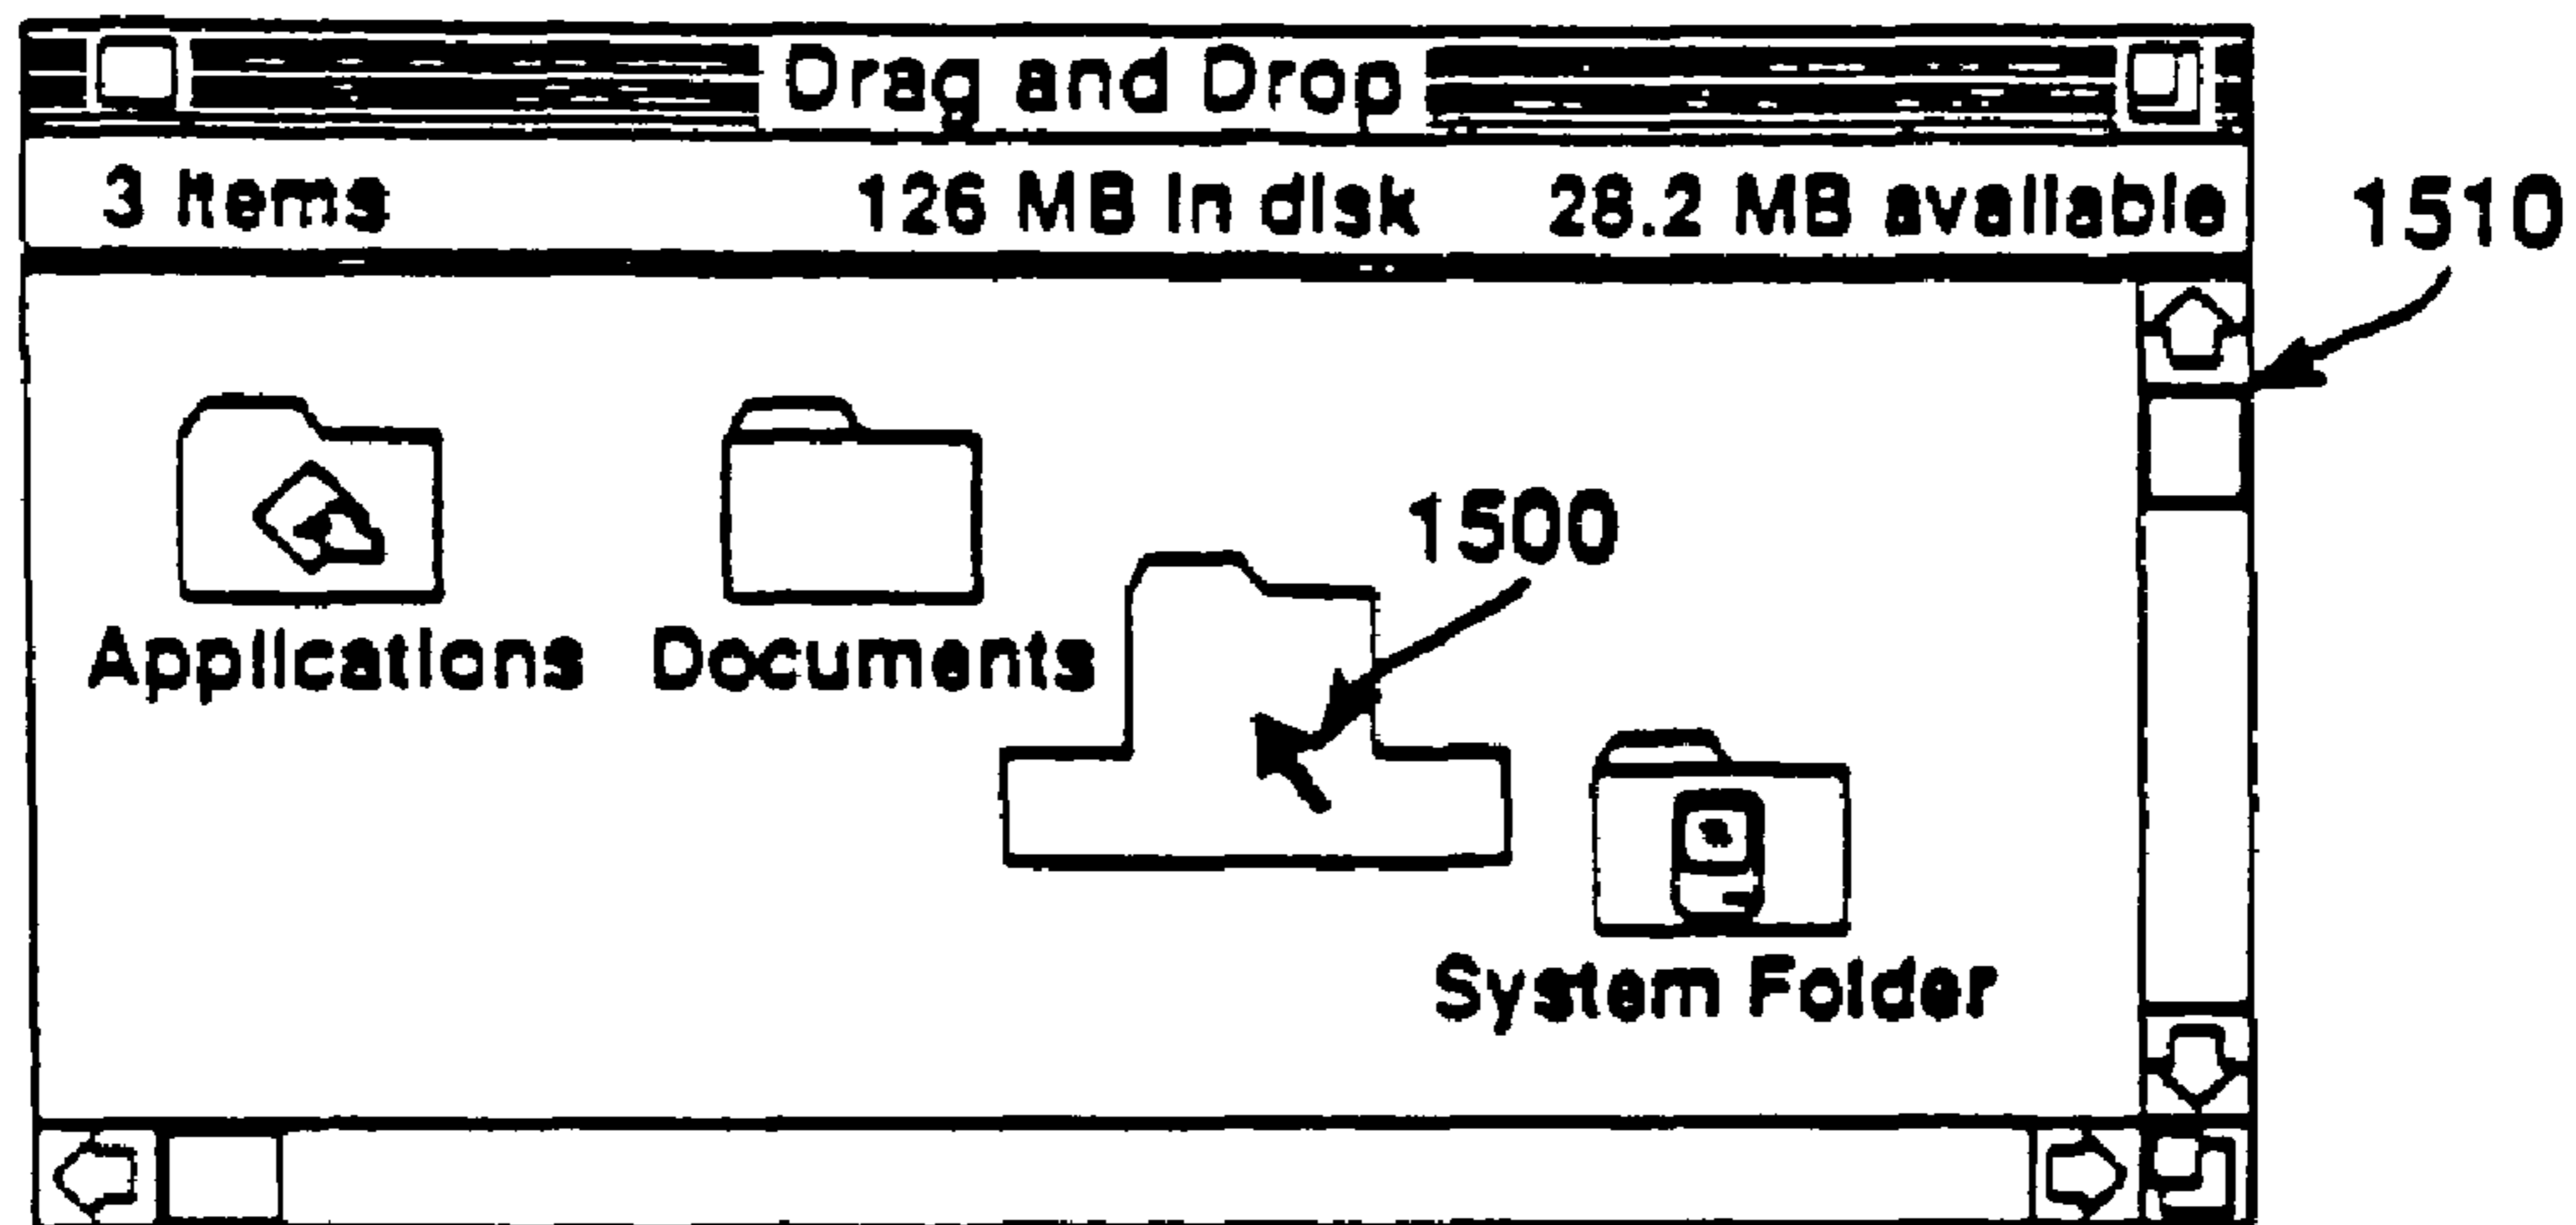 Drag and Drop
3 items 126 MB in disk 28.2 MB available
1510
1500
Applications Documents
System Folder